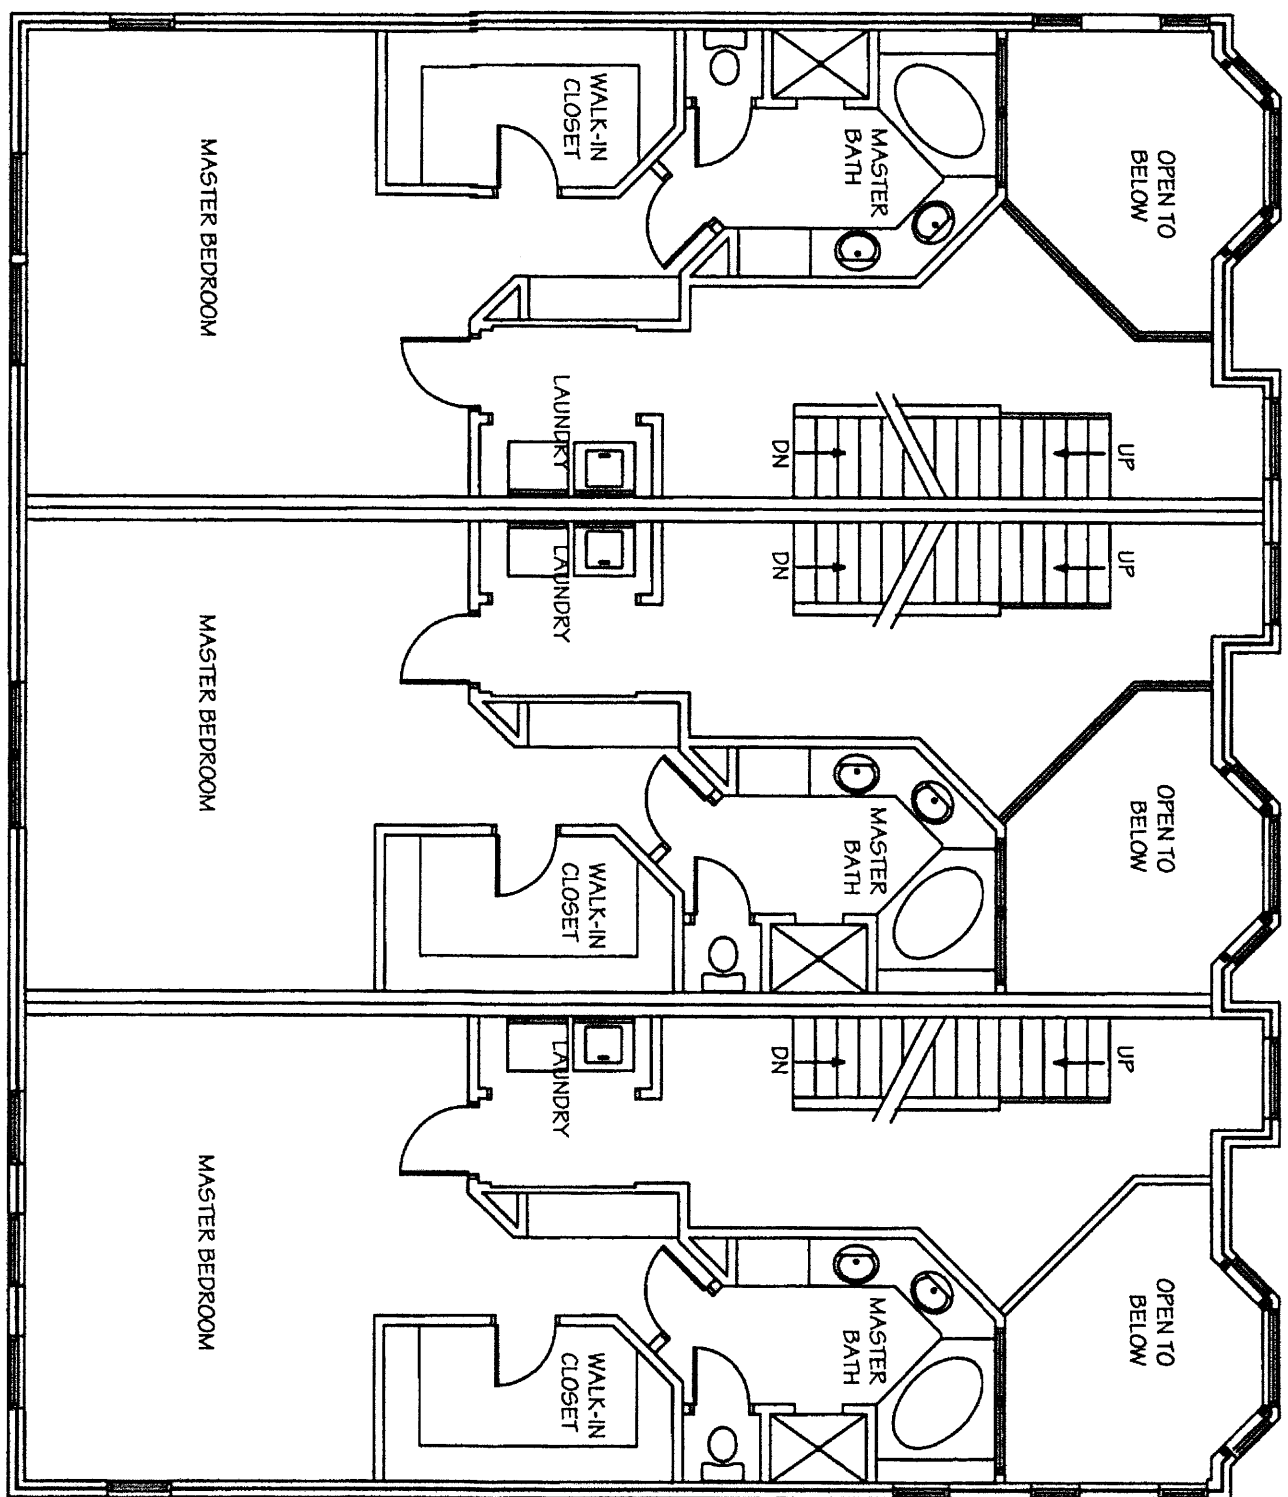 WALK-IN
CLOSET
MASTER
BATH
OPEN TO
BELOW
MASTER BEDROOM
LAUNDRY
DN
UP
LAUNDRY
DN
UP
MASTER BEDROOM
OPEN TO
BELOW
MASTER
BATH
WALK-IN
CLOSET
LAUNDRY
DN
UP
MASTER BEDROOM
OPEN TO
BELOW
MASTER
BATH
WALK-IN
CLOSET